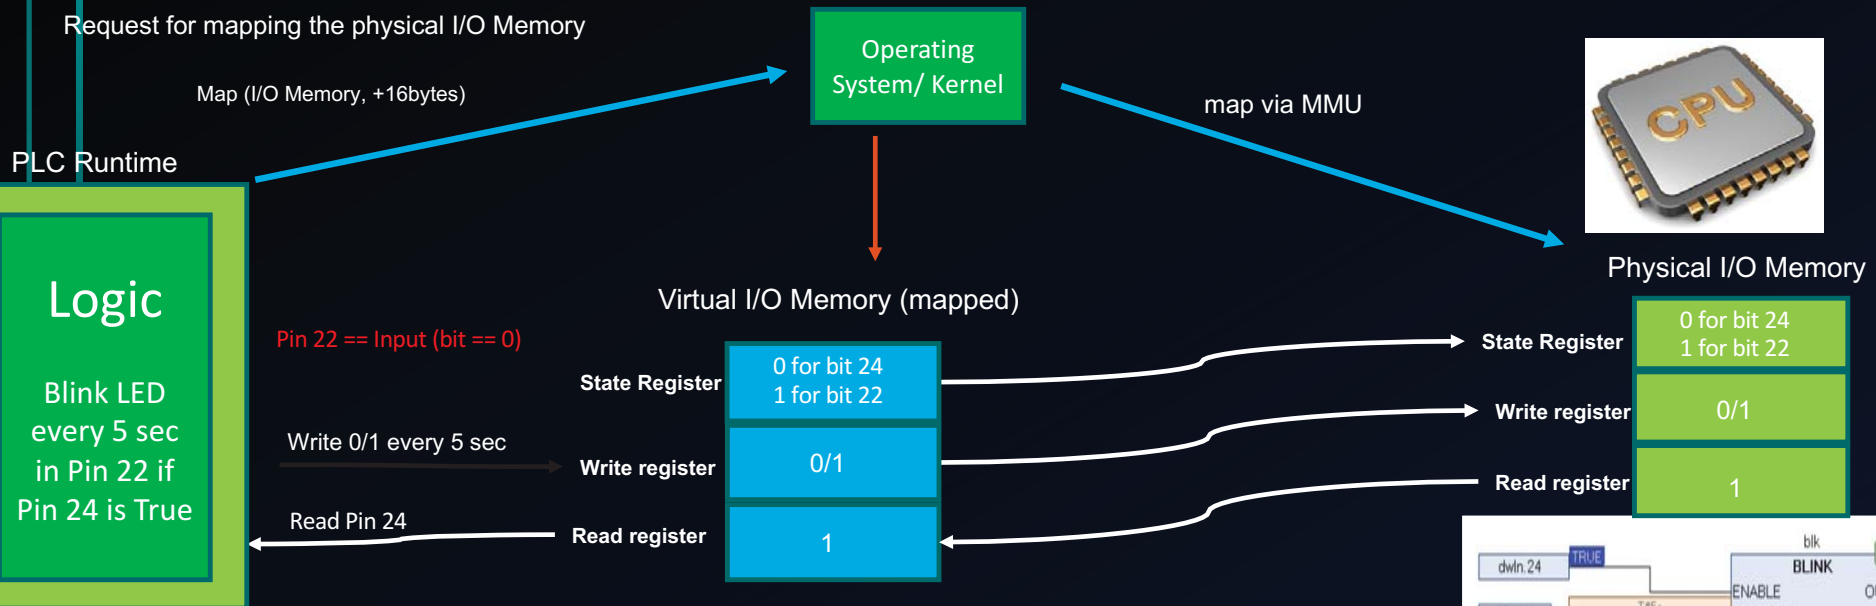 Request for mapping the physical I/O Memory
Map (I/O Memory, +16bytes)
Operating
System/ Kernel
map via MMU
CPU
PLC Runtime
Logic
Blink LED
every 5 sec
in Pin 22 if
Pin 24 is True
Pin 22 == Input (bit == 0)
Write 0/1 every 5 sec
Read Pin 24
Virtual I/O Memory (mapped)
State Register
0 for bit 24
1 for bit 22
Write register
0/1
Read register
1
Physical I/O Memory
State Register
0 for bit 24
1 for bit 22
Write register
0/1
Read register
1
dwIn.24
TRUE
blk
BLINK
ENABLE